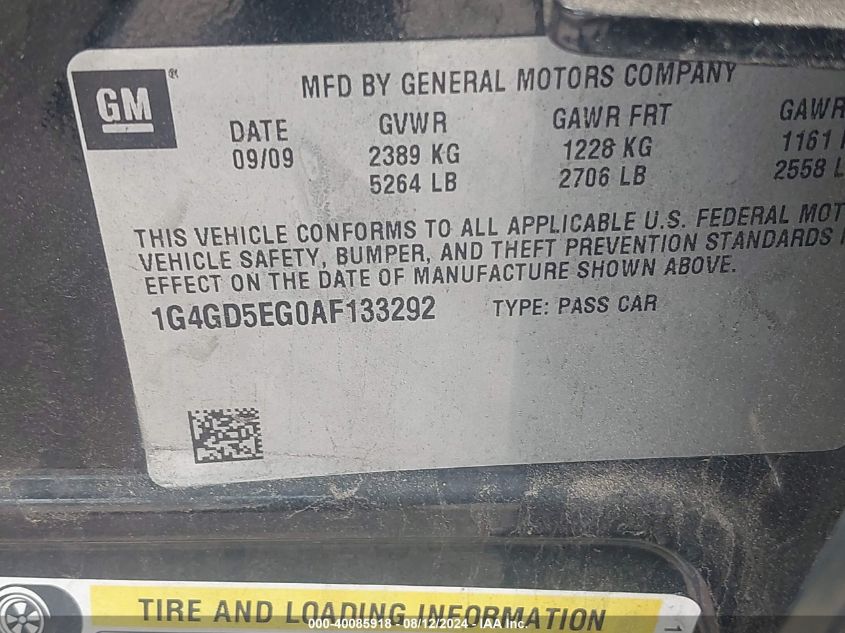 GM®
MFD BY GENERAL MOTORS COMPANY
DATE GVWR GAWR FRT GAWR
09/09 2389 KG 1228 KG 1161
5264 LB 2706 LB 2558 L
THIS VEHICLE CONFORMS TO ALL APPLICABLE U.S. FEDERAL MOT
VEHICLE SAFETY, BUMPER, AND THEFT PREVENTION STANDARDS
EFFECT ON THE DATE OF MANUFACTURE SHOWN ABOVE.
1G4GD5EG0AF133292 TYPE: PASS CAR
TIRE AND LOADING INFORMATION
000-40085918 - 08/12/2024 - IAA Inc.